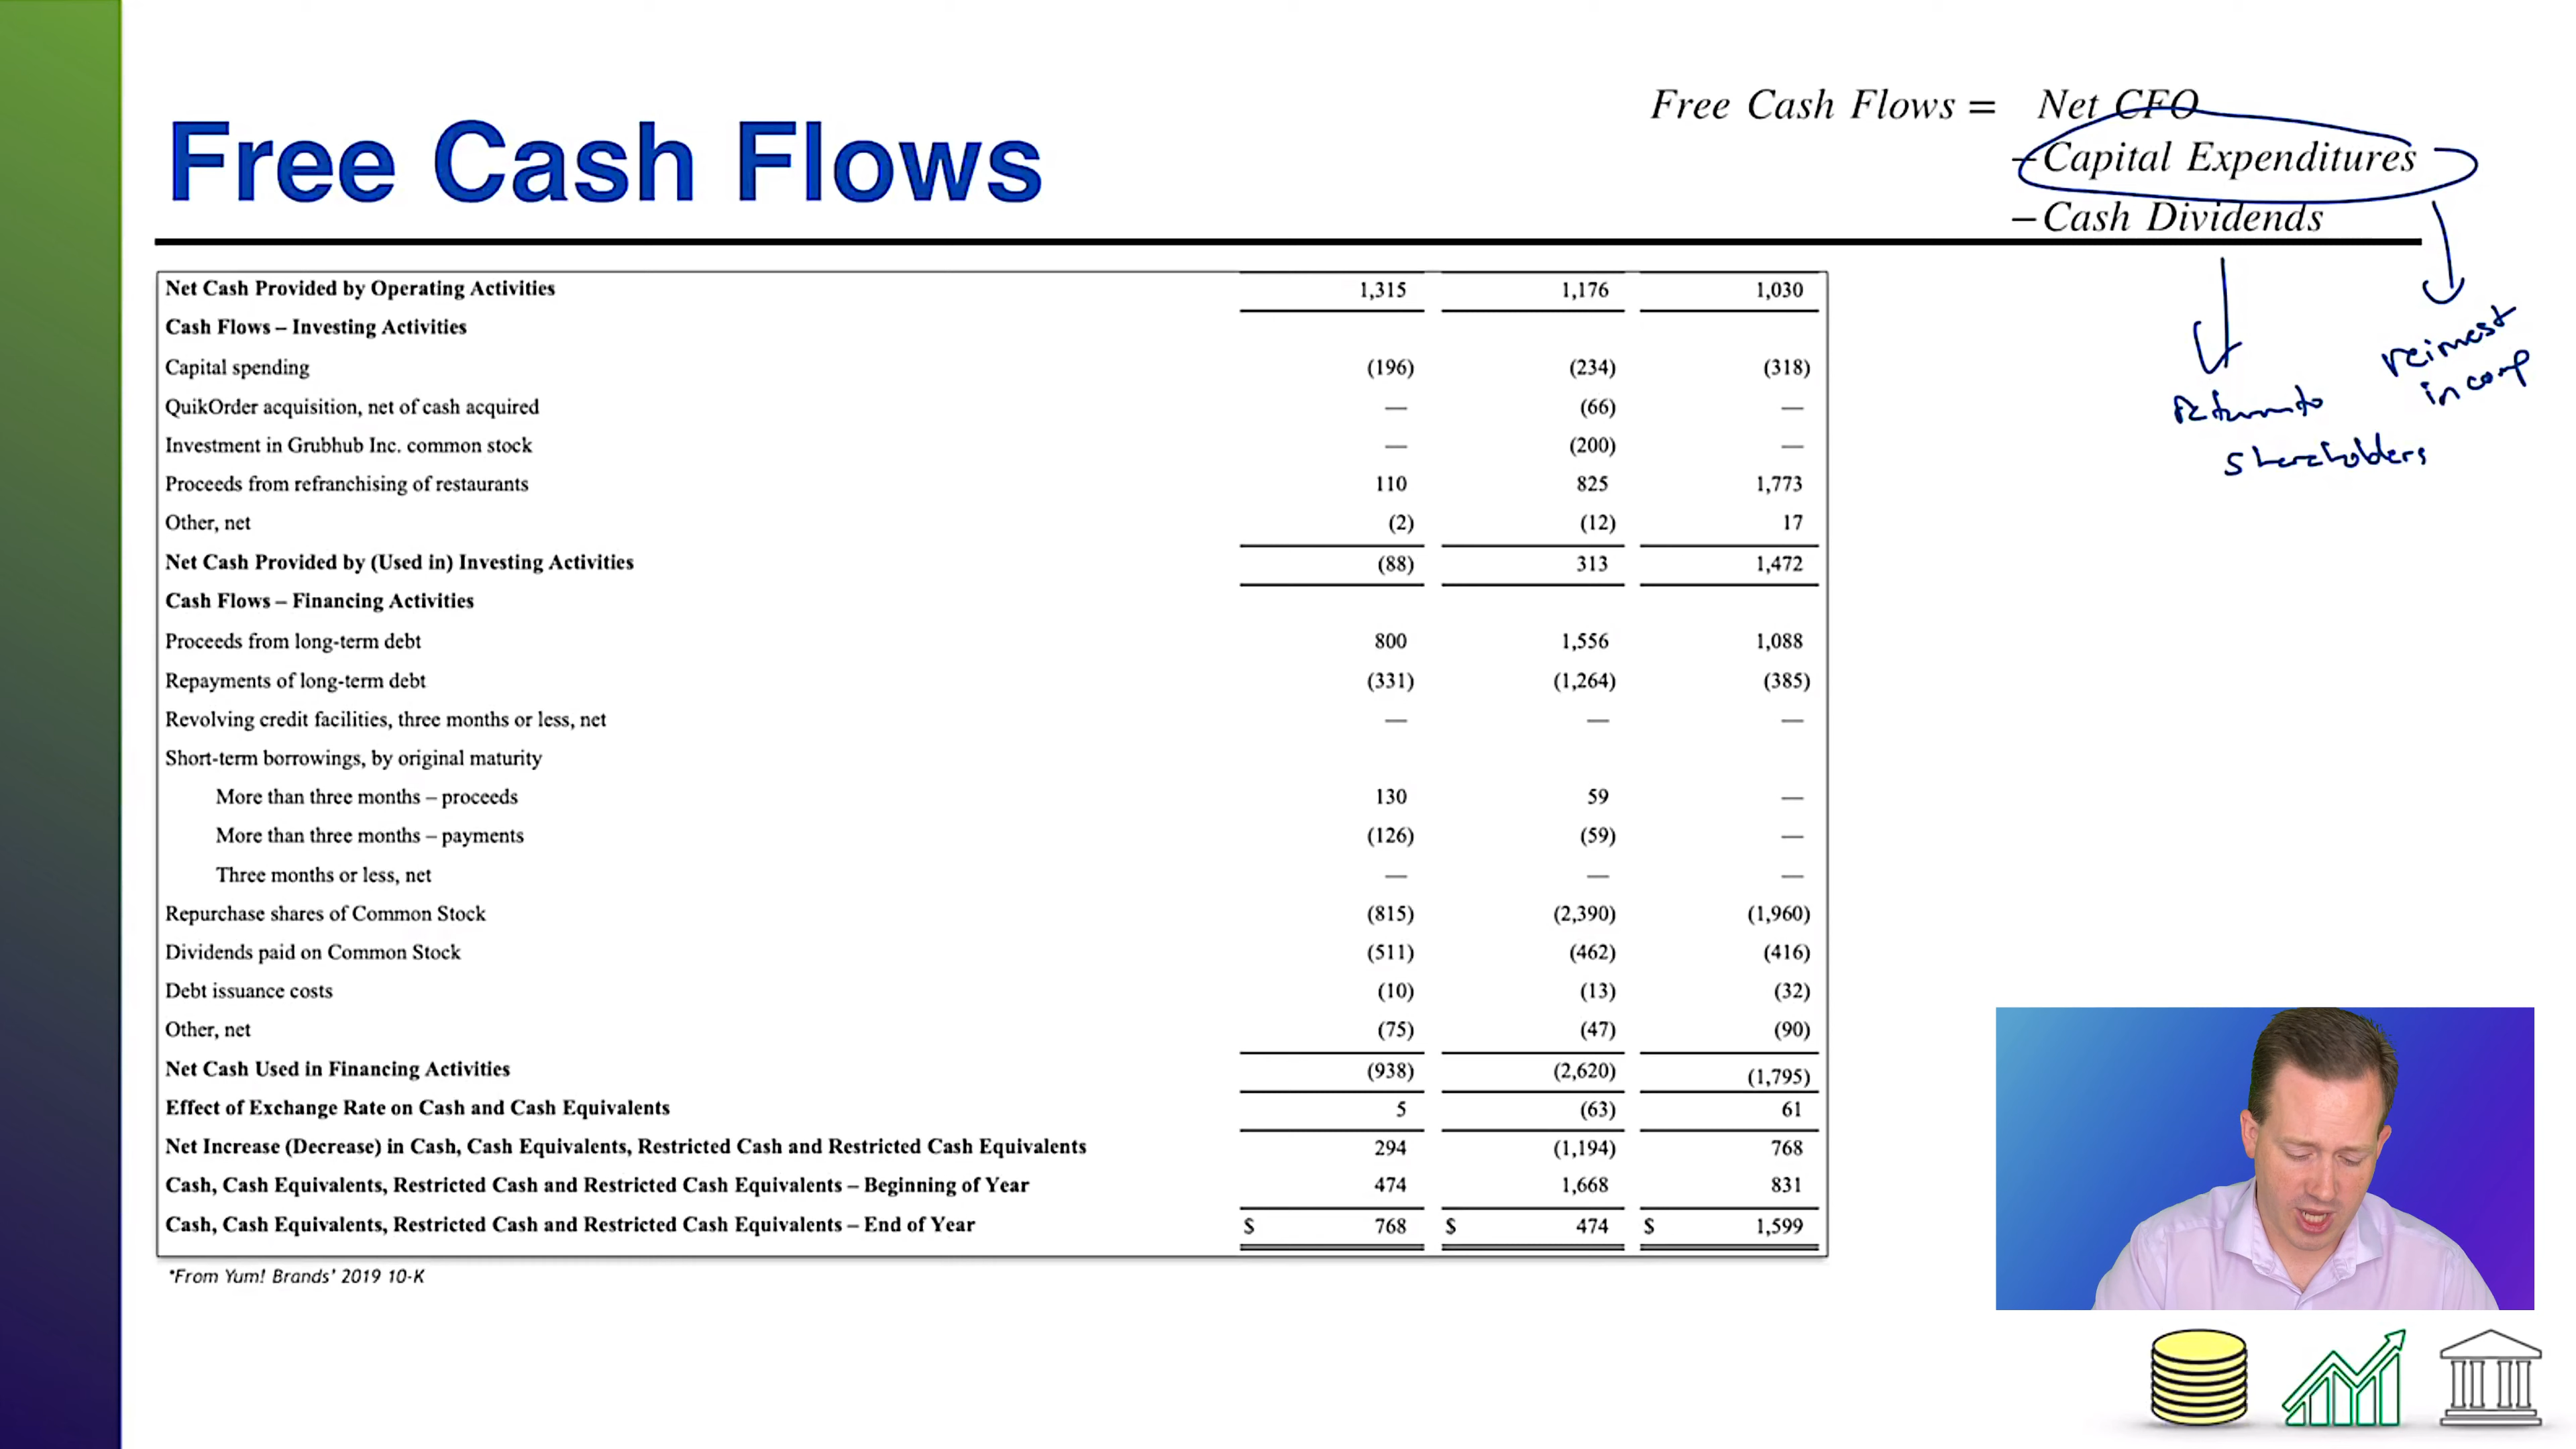 Free Cash Flows
Free Cash Flows = Net CFO
−Capital Expenditures
−Cash Dividends
return to
shareholders
reinvest
in comp
Net Cash Provided by Operating Activities 1,315 1,176 1,030
Cash Flows – Investing Activities
Capital spending (196) (234) (318)
QuikOrder acquisition, net of cash acquired — (66) —
Investment in Grubhub Inc. common stock — (200) —
Proceeds from refranchising of restaurants 110 825 1,773
Other, net (2) (12) 17
Net Cash Provided by (Used in) Investing Activities (88) 313 1,472
Cash Flows – Financing Activities
Proceeds from long-term debt 800 1,556 1,088
Repayments of long-term debt (331) (1,264) (385)
Revolving credit facilities, three months or less, net — — —
Short-term borrowings, by original maturity
More than three months – proceeds 130 59 —
More than three months – payments (126) (59) —
Three months or less, net — — —
Repurchase shares of Common Stock (815) (2,390) (1,960)
Dividends paid on Common Stock (511) (462) (416)
Debt issuance costs (10) (13) (32)
Other, net (75) (47) (90)
Net Cash Used in Financing Activities (938) (2,620) (1,795)
Effect of Exchange Rate on Cash and Cash Equivalents 5 (63) 61
Net Increase (Decrease) in Cash, Cash Equivalents, Restricted Cash and Restricted Cash Equivalents 294 (1,194) 768
Cash, Cash Equivalents, Restricted Cash and Restricted Cash Equivalents – Beginning of Year 474 1,668 831
Cash, Cash Equivalents, Restricted Cash and Restricted Cash Equivalents – End of Year $ 768 $ 474 $ 1,599
*From Yum! Brands' 2019 10-K